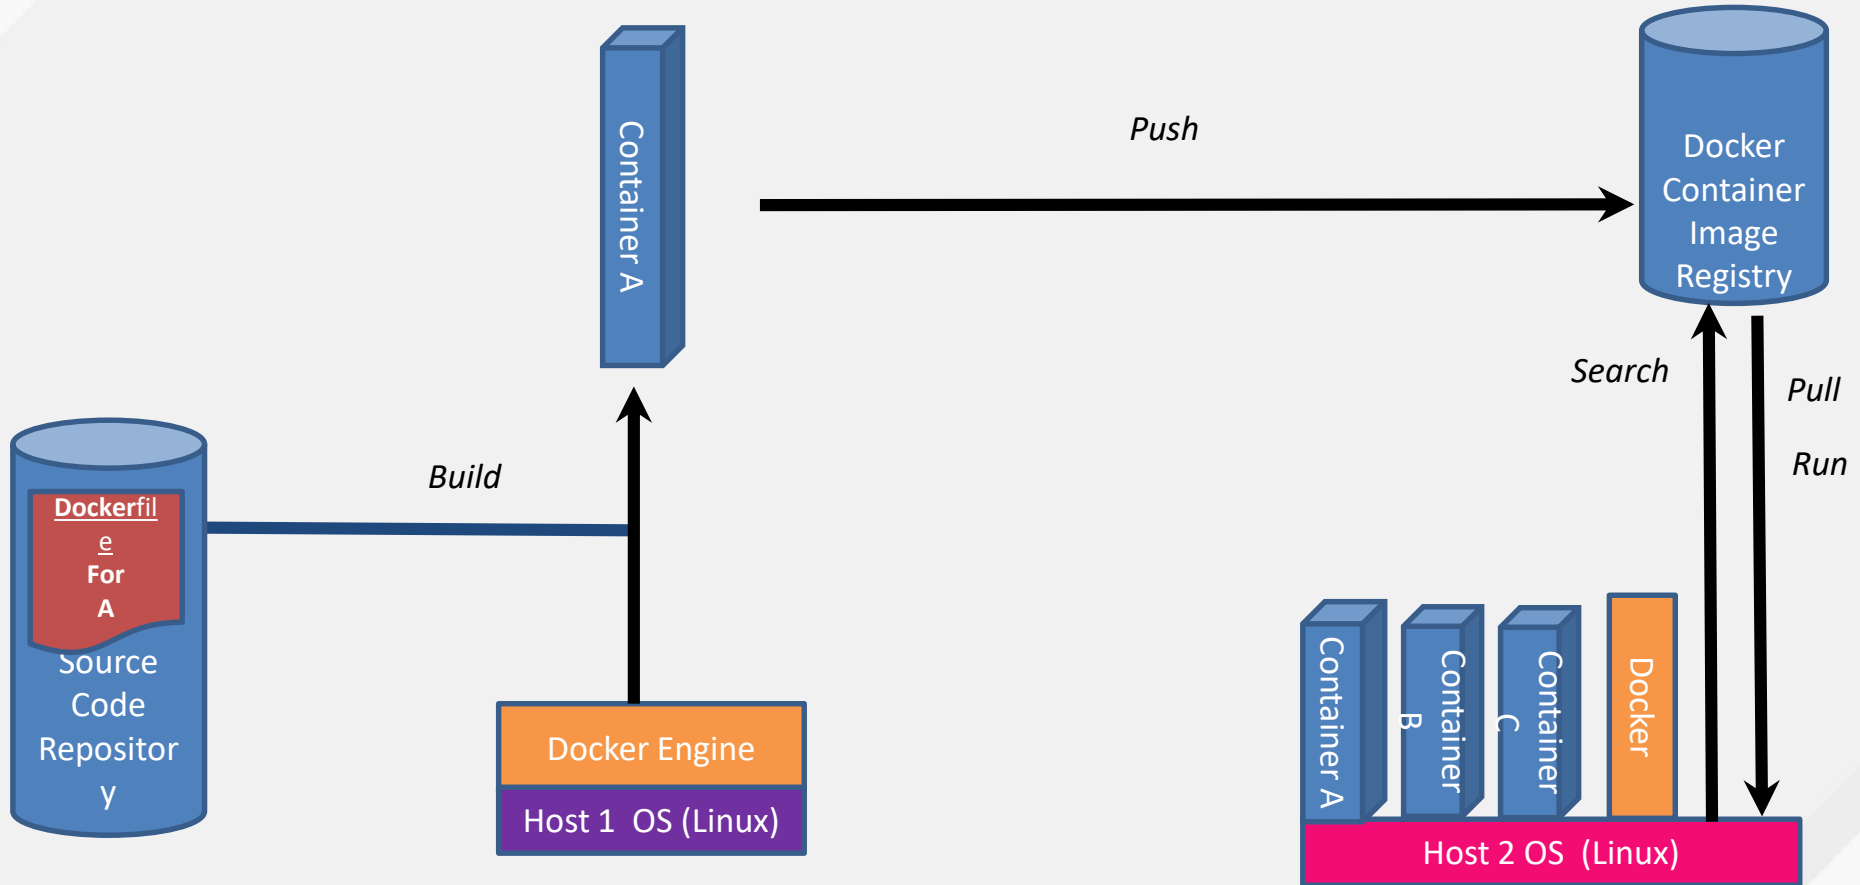 Container A
Push
Docker
Container
Image
Registry
Search
Pull
Run
Build
Dockerfil
e
For
A
Source
Code
Repositor
y
Docker Engine
Host 1  OS (Linux)
Container A
Container
B
Container
C
Docker
Host 2 OS  (Linux)